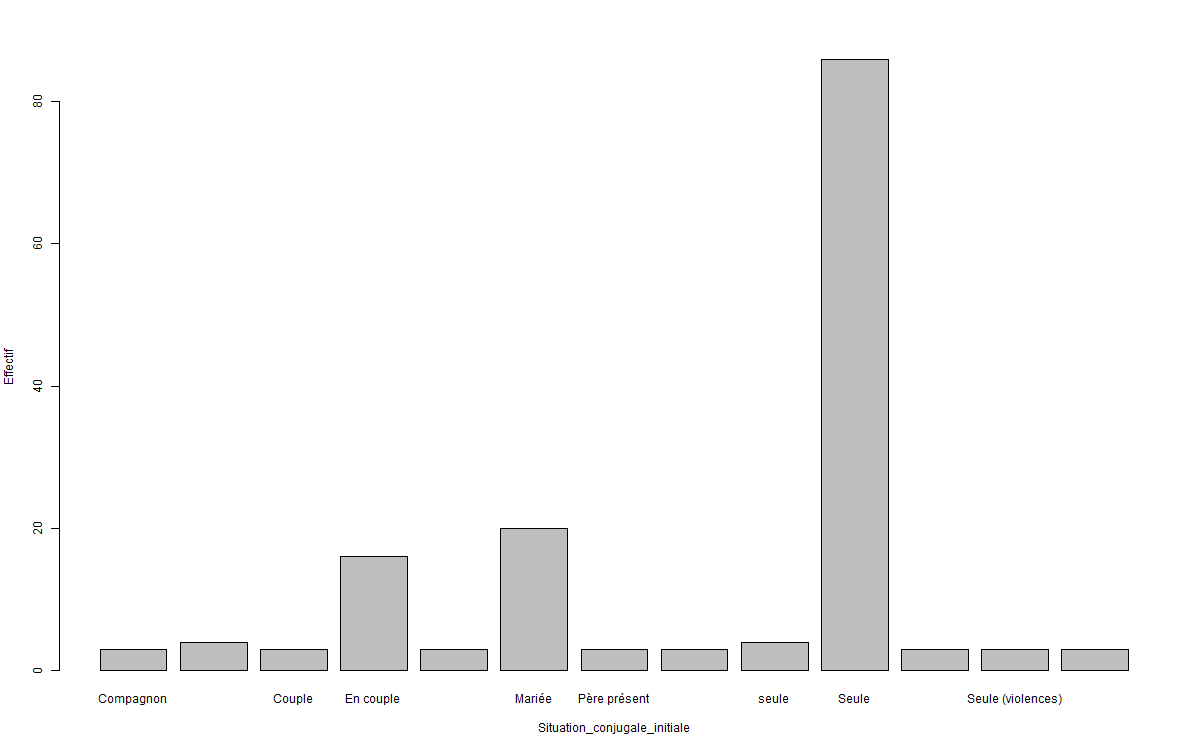 80
60
40
20
0
Effectif
Compagnon Couple En couple Mariée Père présent seule Seule Seule (violences)
Situation_conjugale_initiale